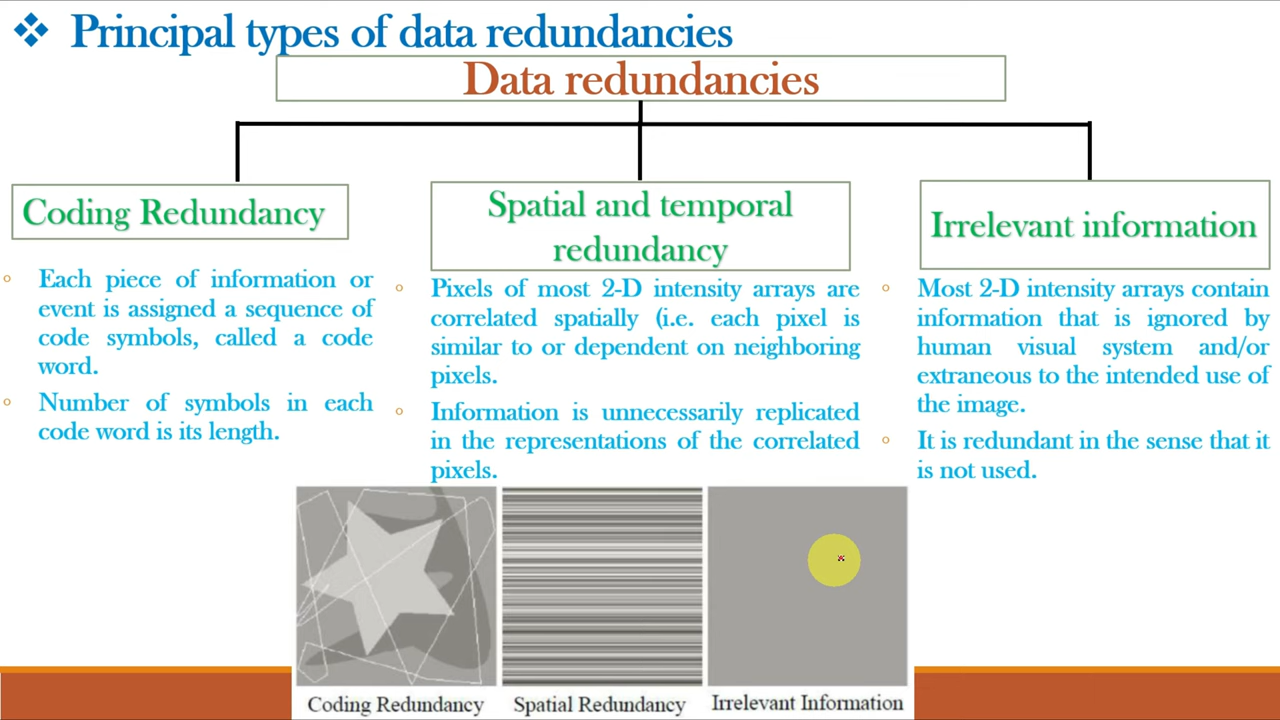 Principal types of data redundancies
Data redundancies
Coding Redundancy
Each piece of information or
event is assigned a sequence of
code symbols, called a code
word.
Number of symbols in each
code word is its length.
Spatial and temporal
redundancy
Pixels of most 2-D intensity arrays are
correlated spatially (i.e. each pixel is
similar to or dependent on neighboring
pixels.
Information is unnecessarily replicated
in the representations of the correlated
pixels.
Irrelevant information
Most 2-D intensity arrays contain
information that is ignored by
human visual system and/or
extraneous to the intended use of
the image.
It is redundant in the sense that it
is not used.
Coding Redundancy
Spatial Redundancy
Irrelevant Information